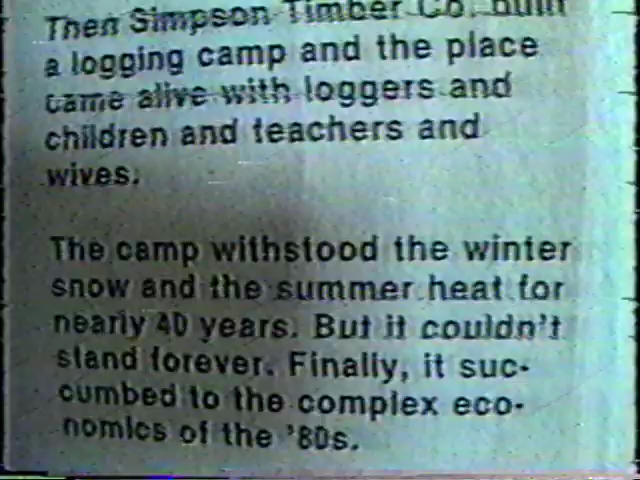 Then Simpson Timber Co. built
a logging camp and the place
came alive with loggers and
children and teachers and
wives.
The camp withstood the winter
snow and the summer heat for
nearly 40 years. But it couldn't
stand forever. Finally, it suc-
cumbed to the complex eco-
nomics of the '80s.